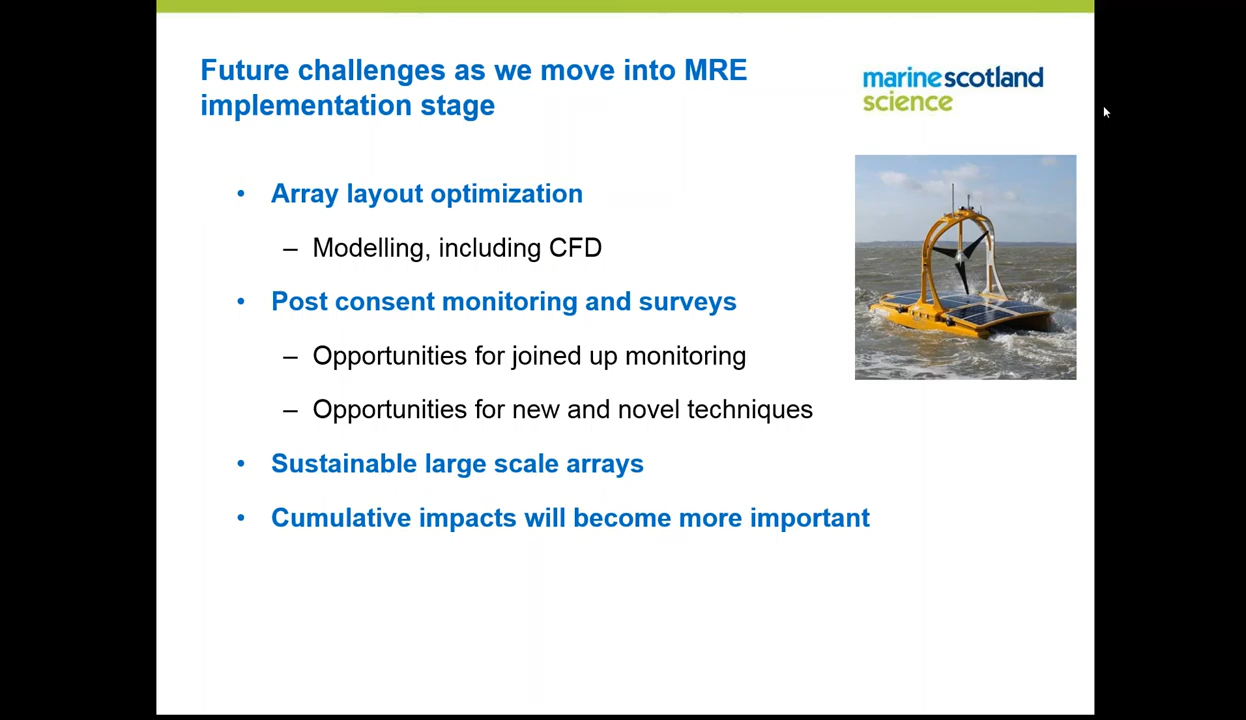 Future challenges as we move into MRE
implementation stage
marinescotland
science
• Array layout optimization
– Modelling, including CFD
• Post consent monitoring and surveys
– Opportunities for joined up monitoring
– Opportunities for new and novel techniques
• Sustainable large scale arrays
• Cumulative impacts will become more important